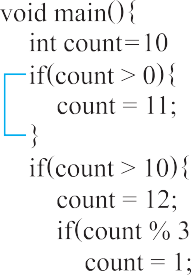 void main(){
int count=10
if(count > 0){
count = 11;
}
if(count > 10){
count = 12;
if(count % 3
count = 1;